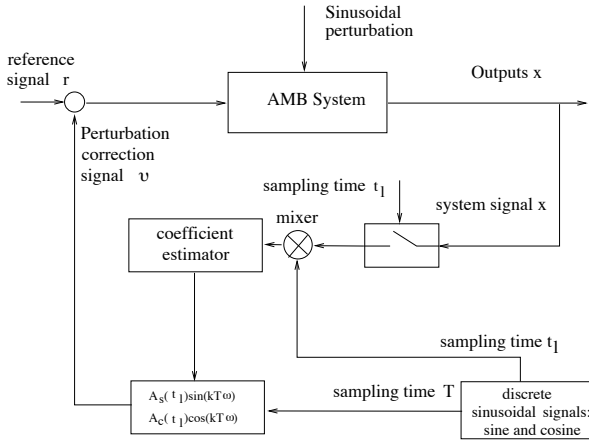 Sinusoidal
perturbation
reference
signal r
AMB System
Outputs x
Perturbation
correction
signal υ
sampling time t1
system signal x
mixer
coefficient
estimator
sampling time t1
As(t1)sin(kTω)
Ac(t1)cos(kTω)
sampling time T
discrete
sinusoidal signals:
sine and cosine